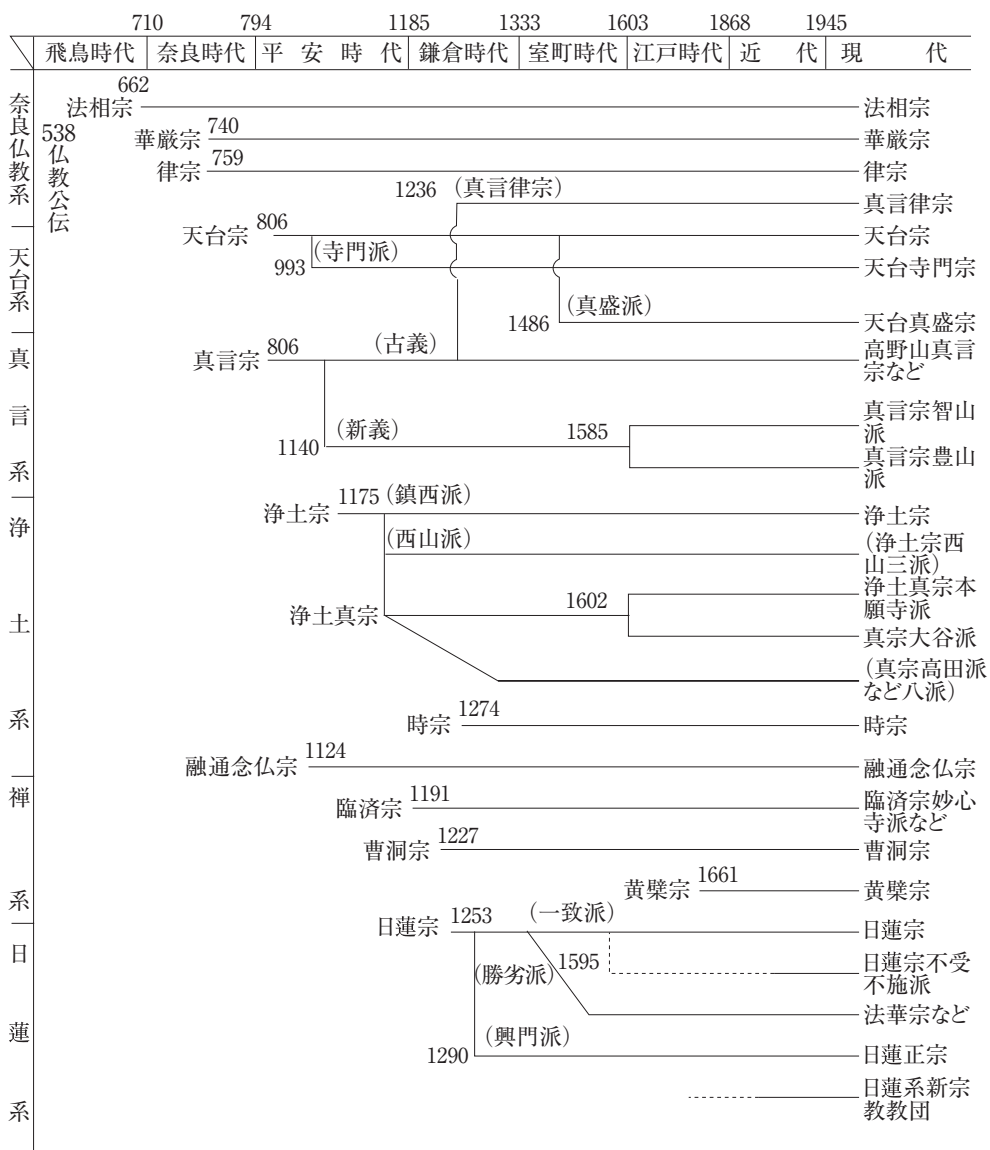 710 794 1185 1333 1603 1868 1945
飛鳥時代 奈良時代 平安時代 鎌倉時代 室町時代 江戸時代 近代 現代
奈良仏教系
538
仏教公伝
662
法相宗 法相宗
華厳宗 740 華厳宗
律宗 759 律宗
1236 (真言律宗)
真言律宗
天台系
天台宗 806 天台宗
(寺門派)
993 天台寺門宗
(真盛派)
1486 天台真盛宗
真言系
真言宗 806 (古義) 高野山真言
宗など
(新義)
1140 1585
真言宗智山
派
真言宗豊山
派
浄土系
浄土宗 1175 (鎮西派) 浄土宗
(西山派) (浄土宗西
山三派)
浄土真宗 1602 浄土真宗本
願寺派
真宗大谷派
(真宗高田派
など八派)
時宗 1274 時宗
融通念仏宗 1124 融通念仏宗
禅系
臨済宗 1191 臨済宗妙心
寺派など
曹洞宗 1227 曹洞宗
黄檗宗 1661 黄檗宗
日蓮系
日蓮宗 1253 (一致派) 日蓮宗
(勝劣派) 1595 日蓮宗不受
不施派
法華宗など
(興門派)
1290 日蓮正宗
日蓮系新宗
教教団